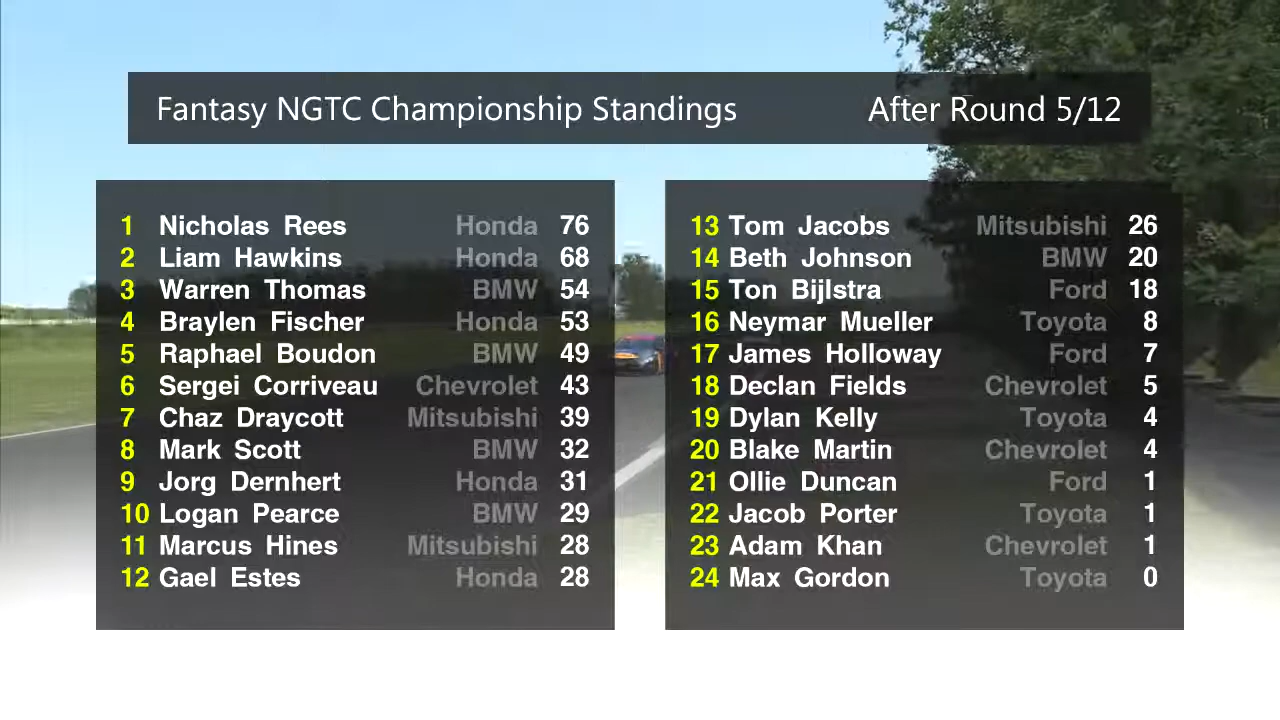 Fantasy NGTC Championship Standings After Round 5/12
1 Nicholas Rees Honda 76
2 Liam Hawkins Honda 68
3 Warren Thomas BMW 54
4 Braylen Fischer Honda 53
5 Raphael Boudon BMW 49
6 Sergei Corriveau Chevrolet 43
7 Chaz Draycott Mitsubishi 39
8 Mark Scott BMW 32
9 Jorg Dernhert Honda 31
10 Logan Pearce BMW 29
11 Marcus Hines Mitsubishi 28
12 Gael Estes Honda 28
13 Tom Jacobs Mitsubishi 26
14 Beth Johnson BMW 20
15 Ton Bijlstra Ford 18
16 Neymar Mueller Toyota 8
17 James Holloway Ford 7
18 Declan Fields Chevrolet 5
19 Dylan Kelly Toyota 4
20 Blake Martin Chevrolet 4
21 Ollie Duncan Ford 1
22 Jacob Porter Toyota 1
23 Adam Khan Chevrolet 1
24 Max Gordon Toyota 0